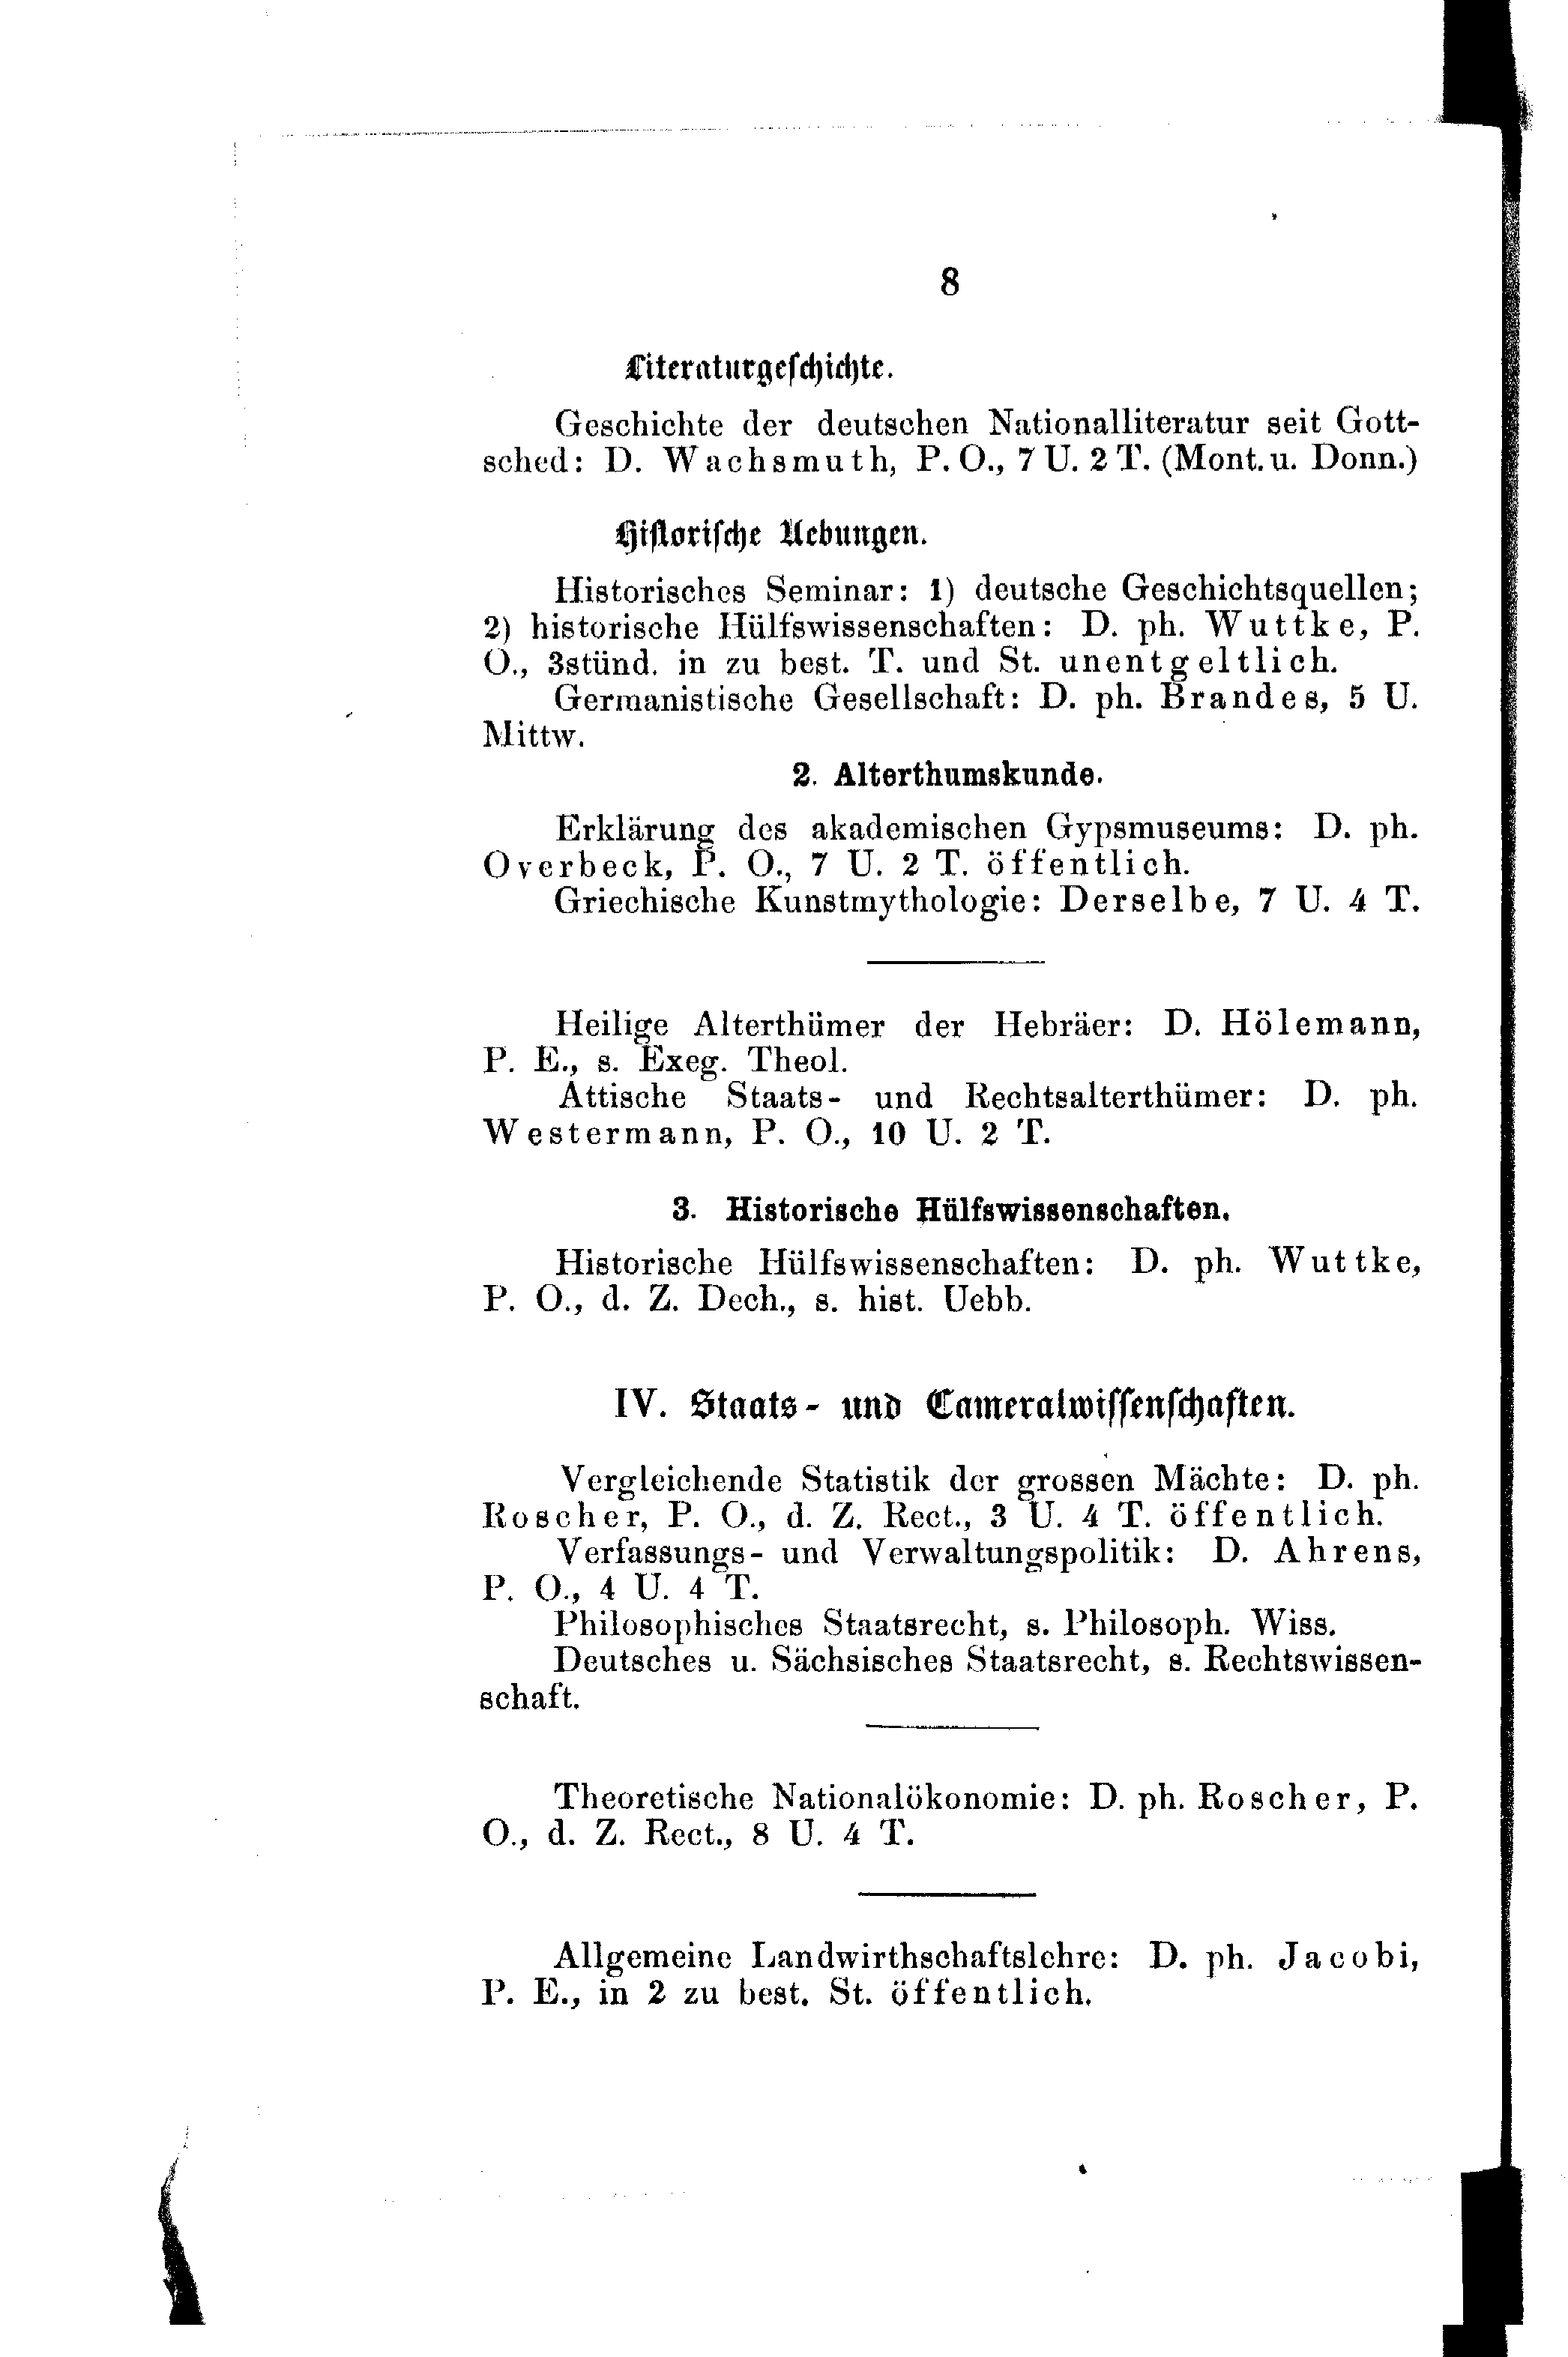 8
Literaturgeschichte.
Geschichte der deutschen Nationalliteratur seit Gott-
sched: D. Wachsmuth, P. O., 7 U. 2 T. (Mont. u. Donn.)
Historische Uebungen.
Historisches Seminar: 1) deutsche Geschichtsquellen;
2) historische Hülfswissenschaften: D. ph. Wuttke, P.
O., 3stünd. in zu best. T. und St. unentgeltlich.
Germanistische Gesellschaft: D. ph. Brandes, 5 U.
Mittw.
2. Alterthumskunde.
Erklärung des akademischen Gypsmuseums: D. ph.
Overbeck, P. O., 7 U. 2 T. öffentlich.
Griechische Kunstmythologie: Derselbe, 7 U. 4 T.
Heilige Alterthümer der Hebräer: D. Hölemann,
P. E., s. Exeg. Theol.
Attische Staats- und Rechtsalterthümer: D. ph.
Westermann, P. O., 10 U. 2 T.
3. Historische Hülfswissenschaften.
Historische Hülfswissenschaften: D. ph. Wuttke,
P. O., d. Z. Dech., s. hist. Uebb.
IV. Staats- und Cameralwissenschaften.
Vergleichende Statistik der grossen Mächte: D. ph.
Roscher, P. O., d. Z. Rect., 3 U. 4 T. öffentlich.
Verfassungs- und Verwaltungspolitik: D. Ahrens,
P. O., 4 U. 4 T.
Philosophisches Staatsrecht, s. Philosoph. Wiss.
Deutsches u. Sächsisches Staatsrecht, s. Rechtswissen-
schaft.
Theoretische Nationalökonomie: D. ph. Roscher, P.
O., d. Z. Rect., 8 U. 4 T.
Allgemeine Landwirthschaftslehre: D. ph. Jacobi,
P. E., in 2 zu best. St. öffentlich.